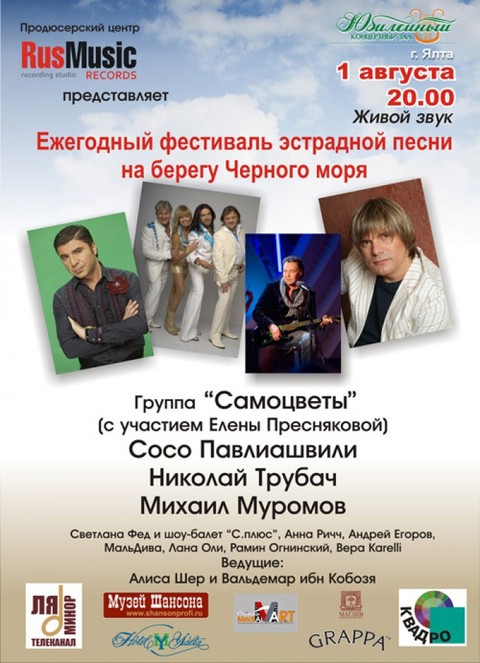 Продюсерский центр
RusMusic
recording studio RECORDS
представляет
Юбилейный
КОНЦЕРТНЫЙ ЗАЛ
г. Ялта
1 августа
20.00
Живой звук
Ежегодный фестиваль эстрадной песни
на берегу Черного моря
Группа “Самоцветы”
(с участием Елены Пресняковой)
Сосо Павлиашвили
Николай Трубач
Михаил Муромов
Светлана Фед и шоу-балет “С.плюс”, Анна Ричч, Андрей Егоров,
МальДива, Лана Оли, Рамин Огнинский, Вера Karelli
Ведущие:
Алиса Шер и Вальдемар ибн Кобозя
ЛЯ МИНОР
ТЕЛЕКАНАЛ
Музей Шансона
www.shansonprofi.ru
ART
Hotel Yalta
GRAPPA
КВАДРО